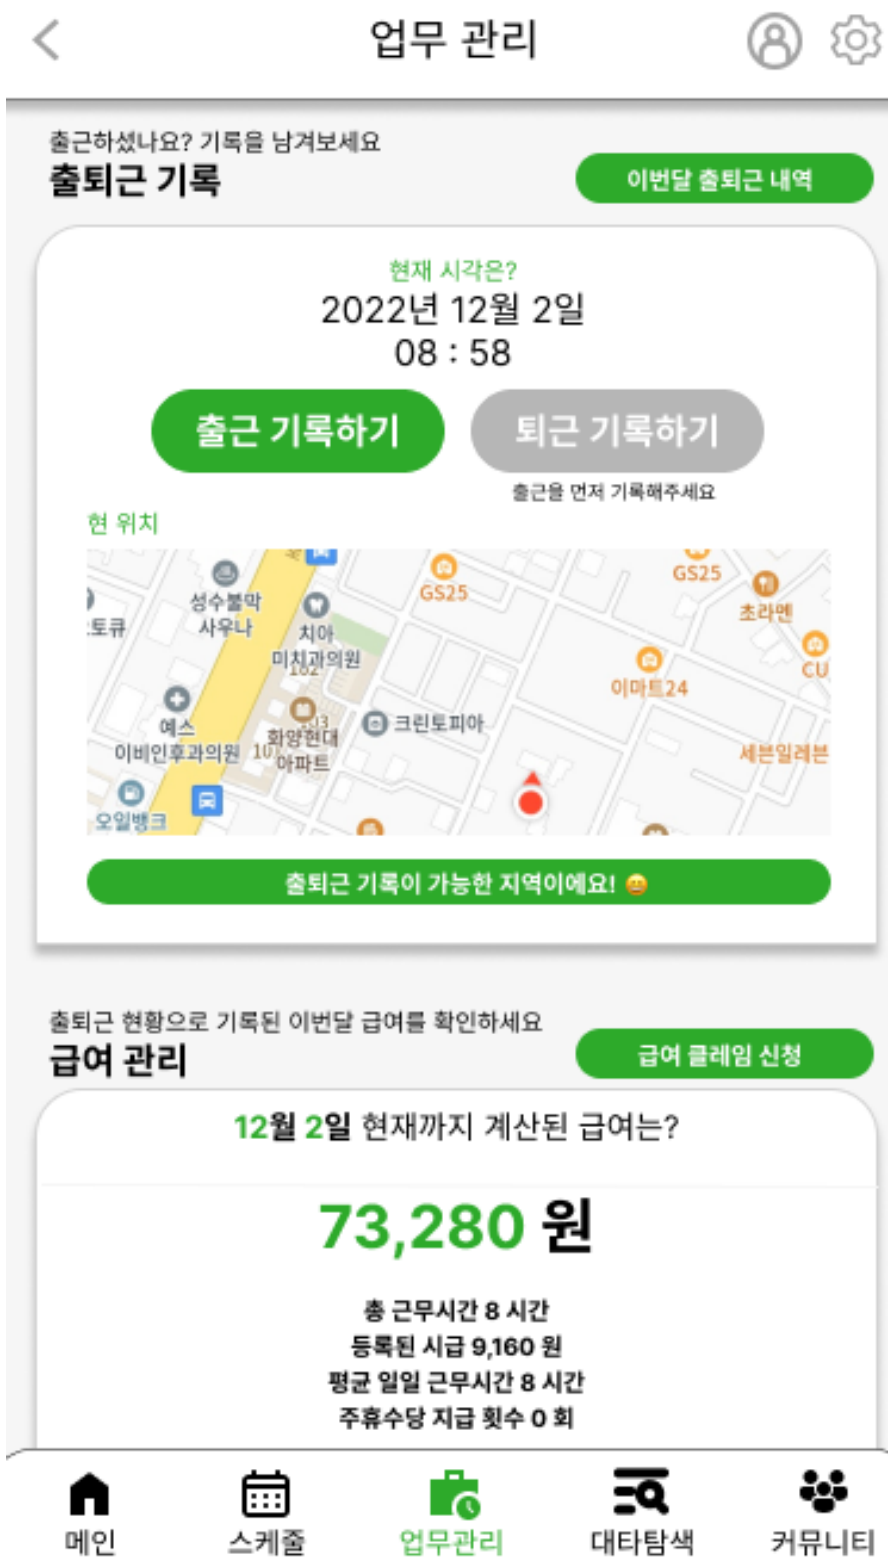 업무 관리
출근하셨나요? 기록을 남겨보세요
출퇴근 기록
이번달 출퇴근 내역
현재 시각은?
2022년 12월 2일
08 : 58
출근 기록하기
퇴근 기록하기
출근을 먼저 기록해주세요
현 위치
성수불막
사우나
치아
미치과의원
GS25
GS25
초라멘
이마트24
CU
예스
이비인후과의원
103
화양현대
아파트
크린토피아
세븐일레븐
오일뱅크
출퇴근 기록이 가능한 지역이에요! 😄
출퇴근 현황으로 기록된 이번달 급여를 확인하세요
급여 관리
급여 클레임 신청
12월 2일 현재까지 계산된 급여는?
73,280 원
총 근무시간 8 시간
등록된 시급 9,160 원
평균 일일 근무시간 8 시간
주휴수당 지급 횟수 0 회
메인
스케줄
업무관리
대타탐색
커뮤니티